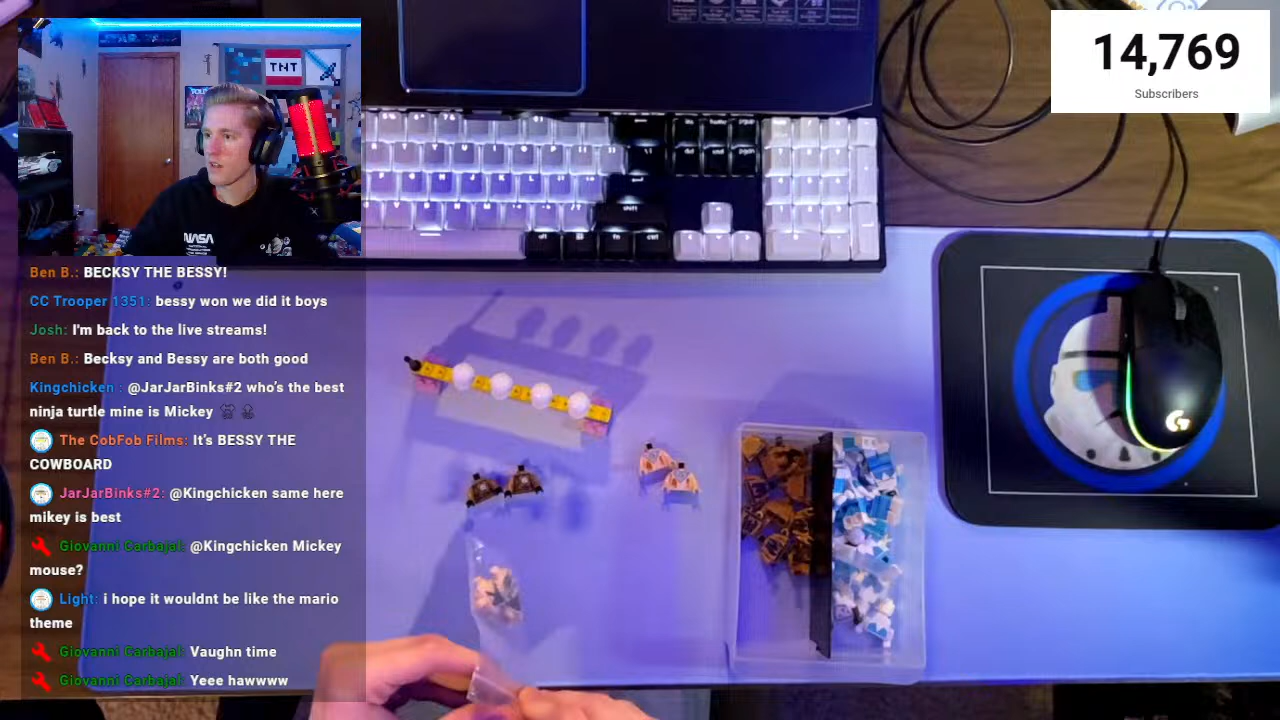 14,769
Subscribers
TNT
NASA
Ben B.: BECKSY THE BESSY!
CC Trooper 1351: bessy won we did it boys
Josh: I'm back to the live streams!
Ben B.: Becksy and Bessy are both good
Kingchicken : @JarJarBinks#2 who's the best
ninja turtle mine is Mickey
The CobFob Films: It's BESSY THE
COWBOARD
JarJarBinks#2: @Kingchicken same here
mikey is best
Giovanni Carbajal: @Kingchicken Mickey
mouse?
Light: i hope it wouldnt be like the mario
theme
Giovanni Carbajal: Vaughn time
Giovanni Carbajal: Yeee hawwww
shift
alt
fn
ctrl
G